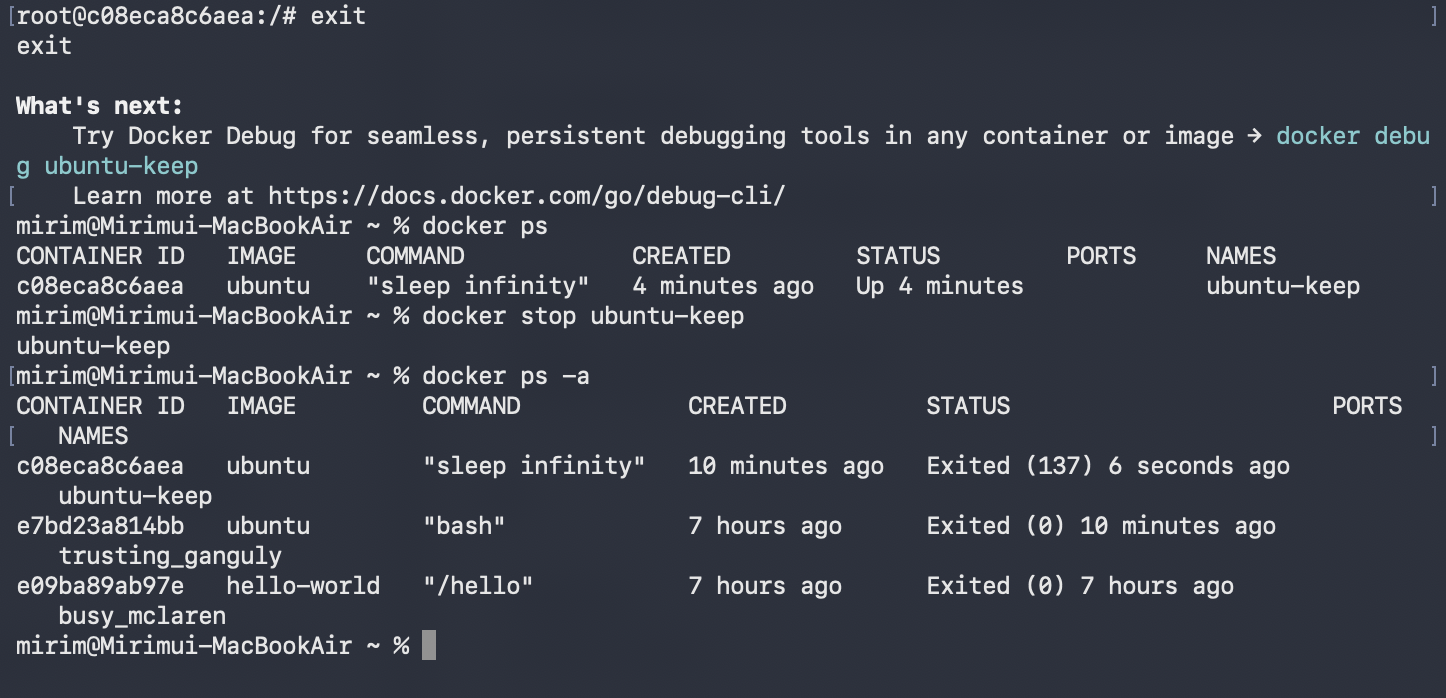 [root@c08eca8c6aea:/# exit ]
exit
What's next:
Try Docker Debug for seamless, persistent debugging tools in any container or image → docker debu
g ubuntu-keep
[ Learn more at https://docs.docker.com/go/debug-cli/ ]
mirim@Mirimui-MacBookAir ~ % docker ps
CONTAINER ID IMAGE COMMAND CREATED STATUS PORTS NAMES
c08eca8c6aea ubuntu "sleep infinity" 4 minutes ago Up 4 minutes ubuntu-keep
mirim@Mirimui-MacBookAir ~ % docker stop ubuntu-keep
ubuntu-keep
[mirim@Mirimui-MacBookAir ~ % docker ps -a ]
CONTAINER ID IMAGE COMMAND CREATED STATUS PORTS
[ NAMES ]
c08eca8c6aea ubuntu "sleep infinity" 10 minutes ago Exited (137) 6 seconds ago
ubuntu-keep
e7bd23a814bb ubuntu "bash" 7 hours ago Exited (0) 10 minutes ago
trusting_ganguly
e09ba89ab97e hello-world "/hello" 7 hours ago Exited (0) 7 hours ago
busy_mclaren
mirim@Mirimui-MacBookAir ~ %